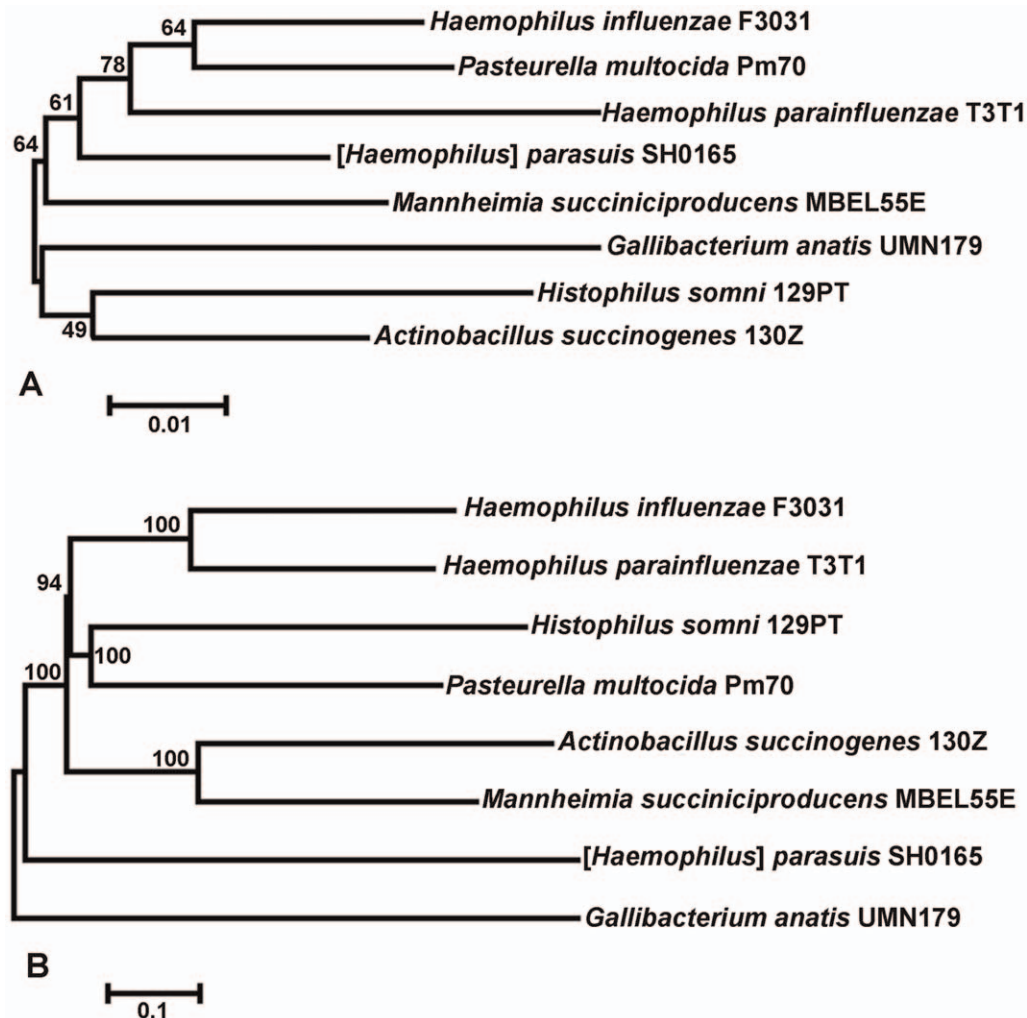 64
Haemophilus influenzae F3031
Pasteurella multocida Pm70
78
Haemophilus parainfluenzae T3T1
61
[Haemophilus] parasuis SH0165
64
Mannheimia succiniciproducens MBEL55E
Gallibacterium anatis UMN179
Histophilus somni 129PT
49
Actinobacillus succinogenes 130Z
A
0.01
Haemophilus influenzae F3031
100
Haemophilus parainfluenzae T3T1
94
Histophilus somni 129PT
100
100
Pasteurella multocida Pm70
Actinobacillus succinogenes 130Z
100
Mannheimia succiniciproducens MBEL55E
[Haemophilus] parasuis SH0165
Gallibacterium anatis UMN179
B
0.1